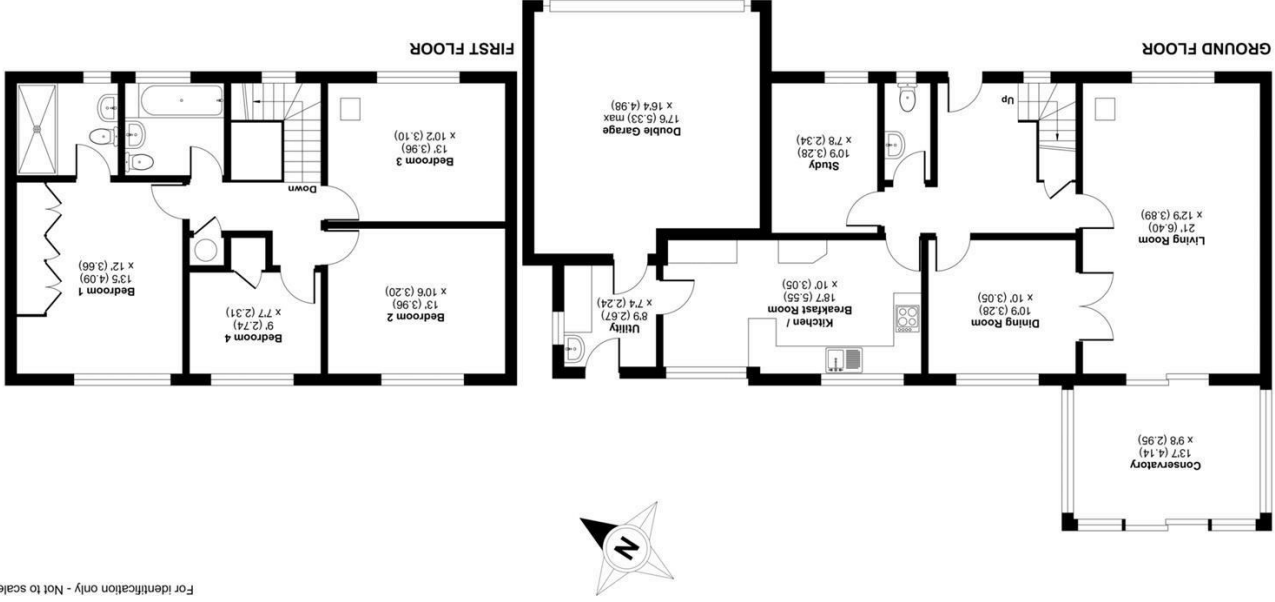 For identification only - Not to scale
N
Conservatory
13'7 (4.14)
x 9'8 (2.95)
Living Room
21' (6.40)
x 12'9 (3.89)
Dining Room
10'9 (3.28)
x 10' (3.05)
Kitchen /
Breakfast Room
18'7 (5.55)
x 10' (3.05)
Utility
8'9 (2.67)
x 7'4 (2.24)
Up
Study
10'9 (3.28)
x 7'8 (2.34)
Double Garage
17'6 (5.33) max
x 16'4 (4.98)
GROUND FLOOR
Bedroom 2
13' (3.96)
x 10'6 (3.20)
Bedroom 4
9' (2.74)
x 7'7 (2.31)
Bedroom 1
13'5 (4.09)
x 12' (3.66)
Down
Bedroom 3
13' (3.96)
x 10'2 (3.10)
FIRST FLOOR